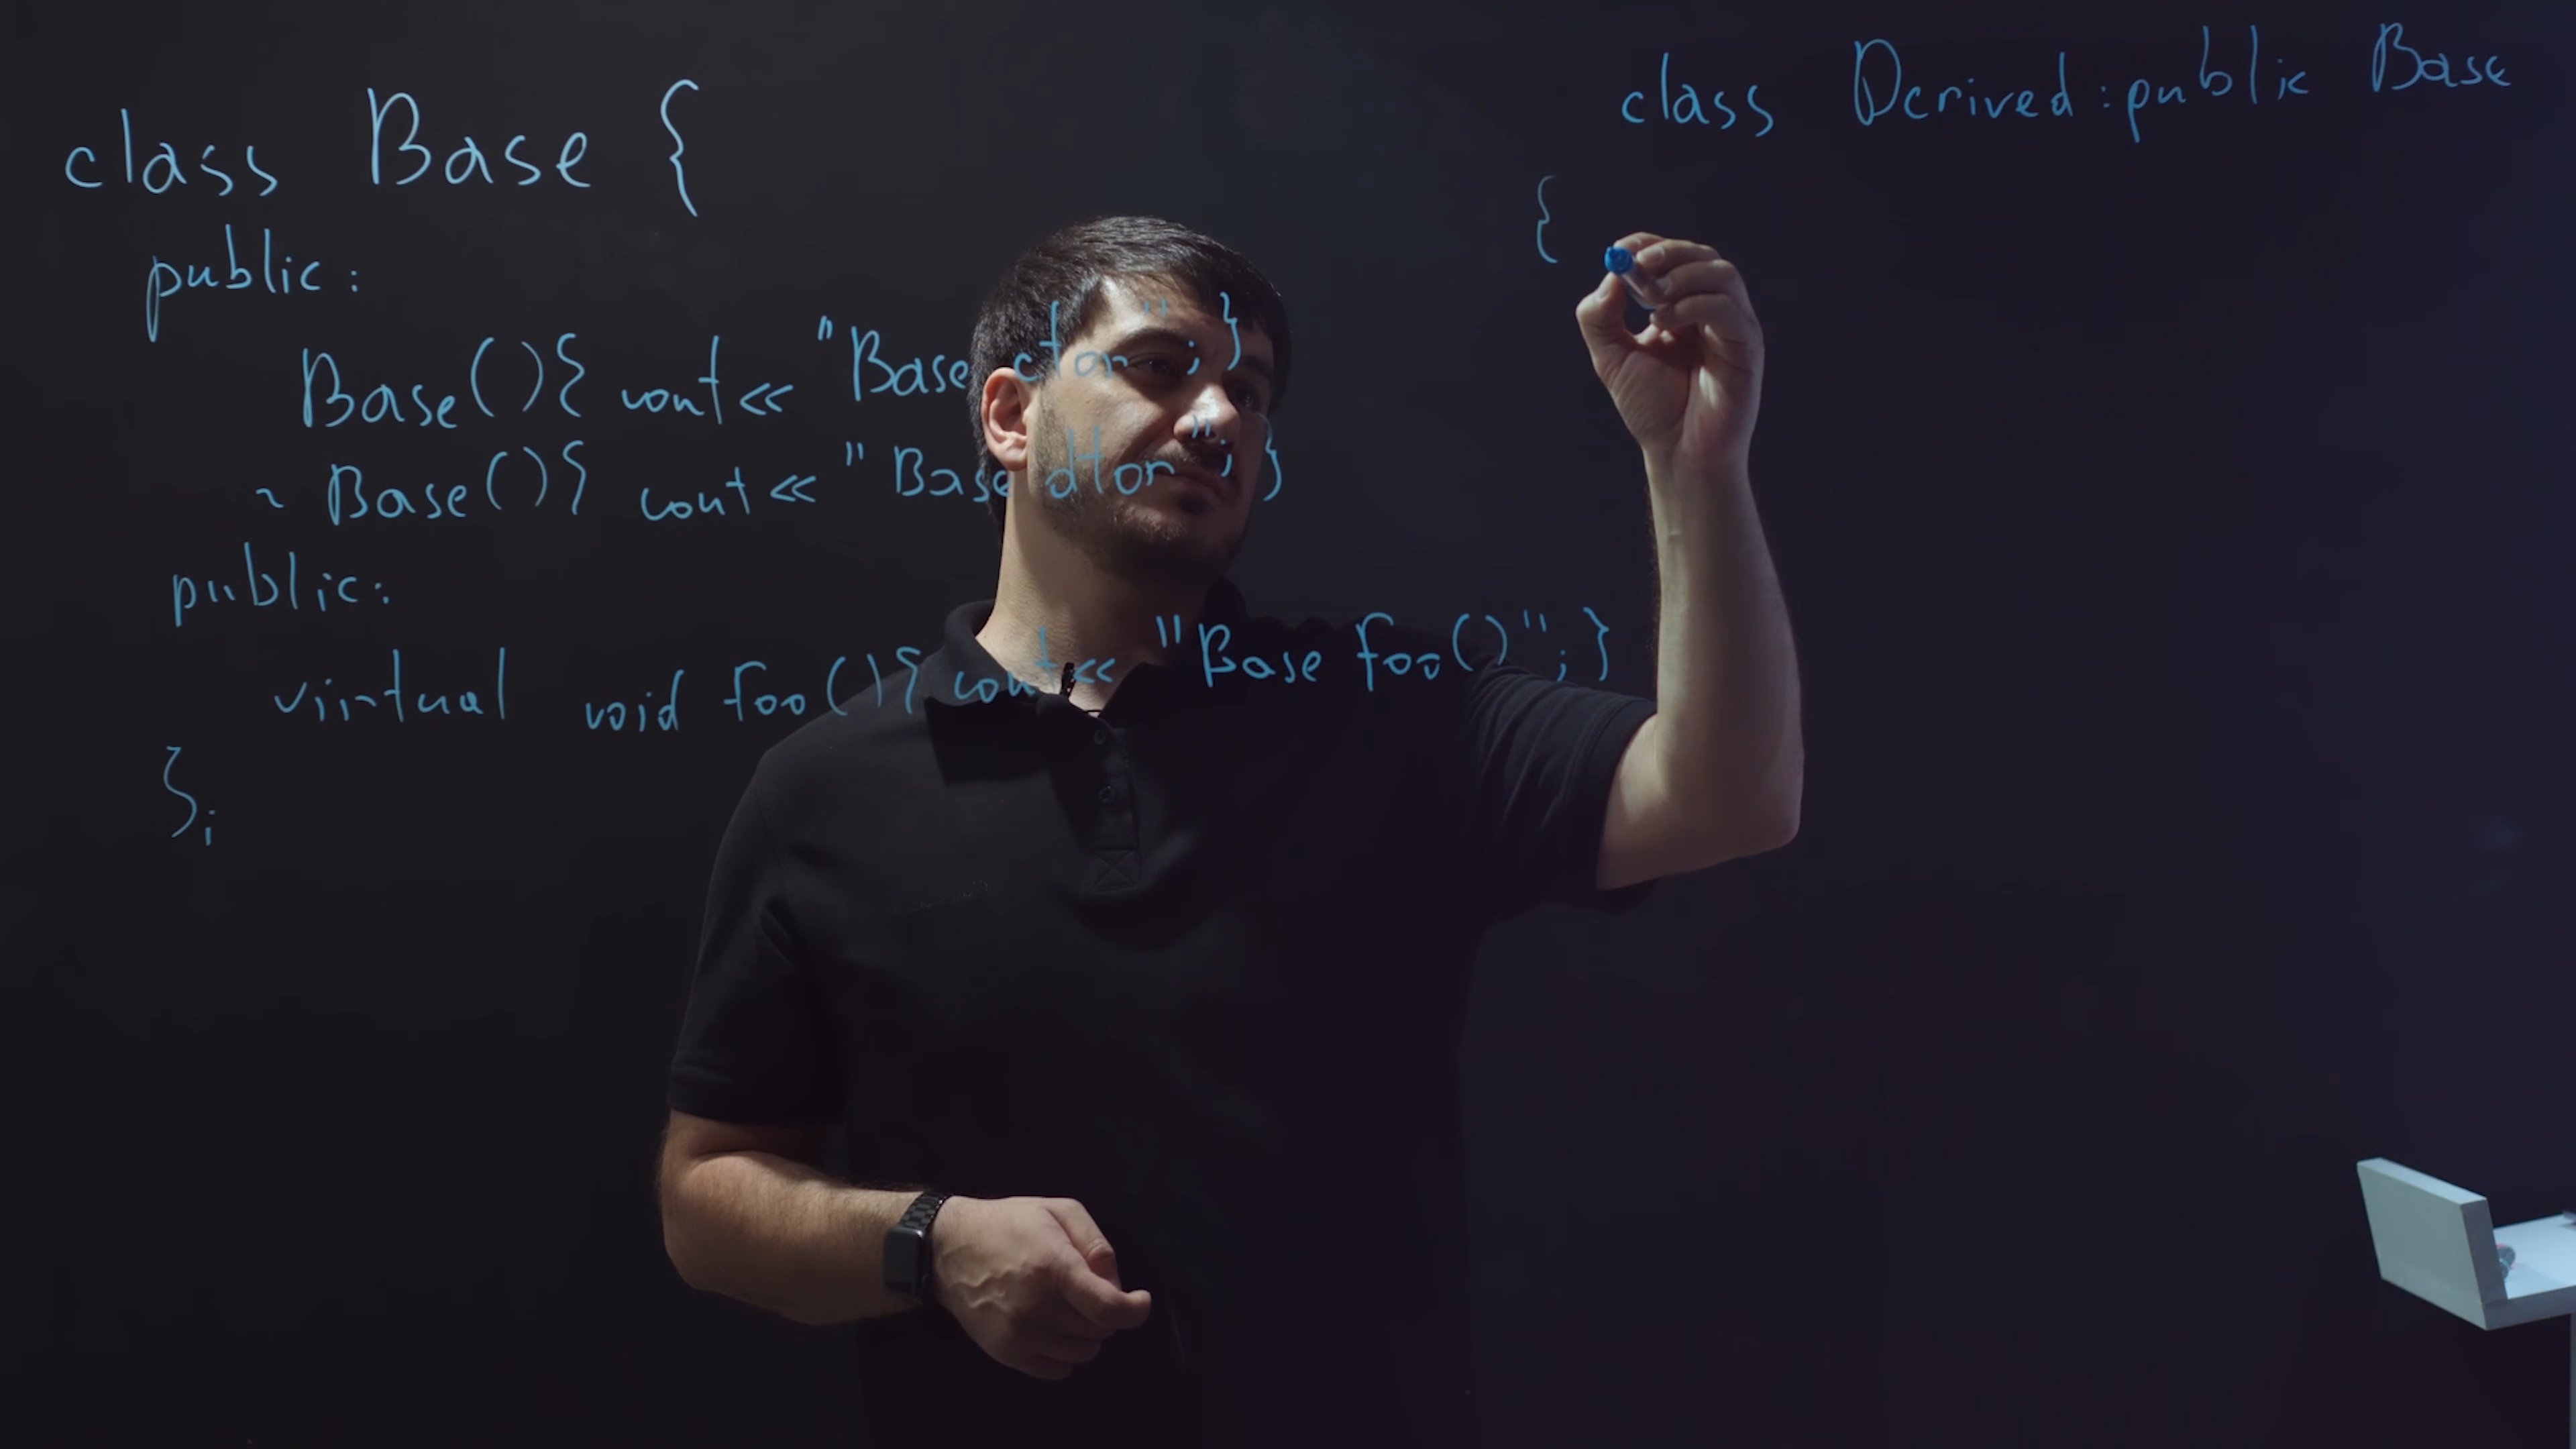 class Base {
public:
Base(){ cout << "Base ctor"; }
~Base(){ cout << "Base dtor"; }
public:
virtual void foo(){ cout << "Base foo()"; }
};
class Derived: public Base
{